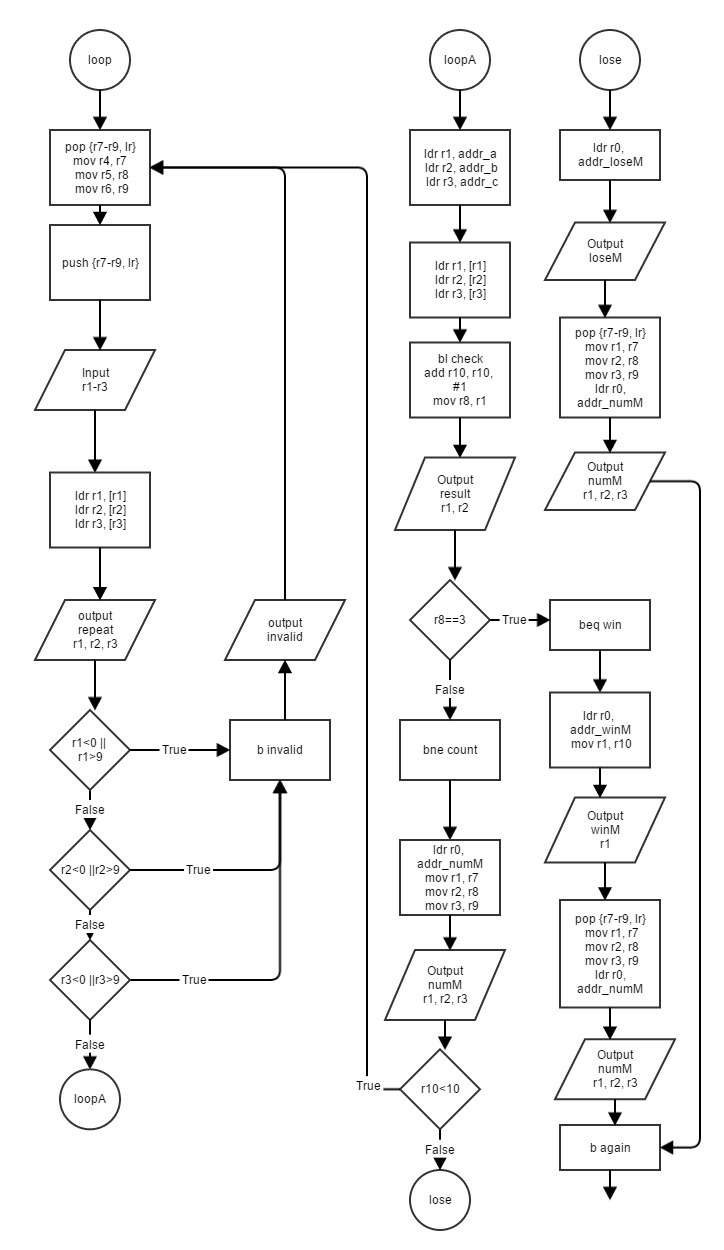 loop
pop {r7-r9, lr}
mov r4, r7
mov r5, r8
mov r6, r9
push {r7-r9, lr}
Input
r1-r3
ldr r1, [r1]
ldr r2, [r2]
ldr r3, [r3]
output
repeat
r1, r2, r3
r1<0 ||
r1>9
True
b invalid
output
invalid
False
r2<0 ||r2>9
True
False
r3<0 ||r3>9
True
False
loopA
loopA
ldr r1, addr_a
ldr r2, addr_b
ldr r3, addr_c
ldr r1, [r1]
ldr r2, [r2]
ldr r3, [r3]
bl check
add r10, r10,
#1
mov r8, r1
Output
result
r1, r2
r8==3
True
False
bne count
ldr r0,
addr_numM
mov r1, r7
mov r2, r8
mov r3, r9
Output
numM
r1, r2, r3
r10<10
True
False
lose
beq win
ldr r0,
addr_winM
mov r1, r10
Output
winM
r1
pop {r7-r9, lr}
mov r1, r7
mov r2, r8
mov r3, r9
ldr r0,
addr_numM
Output
numM
r1, r2, r3
b again
lose
ldr r0,
addr_loseM
Output
loseM
pop {r7-r9, lr}
mov r1, r7
mov r2, r8
mov r3, r9
ldr r0,
addr_numM
Output
numM
r1, r2, r3